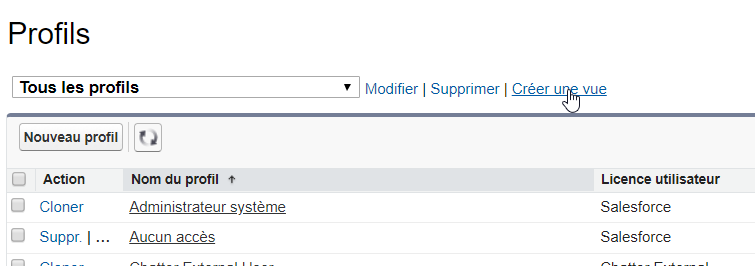 Profils
Tous les profils Modifier | Supprimer | Créer une vue
Nouveau profil
Action Nom du profil Licence utilisateur
Cloner Administrateur système Salesforce
Suppr. | ... Aucun accès Salesforce
Cloner Chatter External User Chatter External